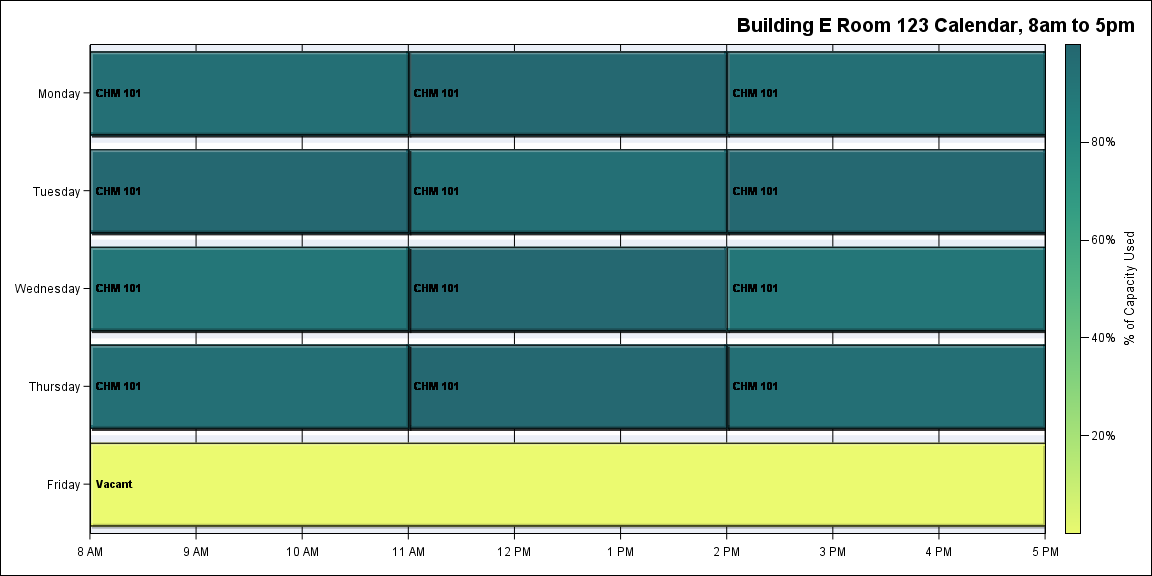 Building E Room 123 Calendar, 8am to 5pm
Monday CHM 101 CHM 101 CHM 101
80%
Tuesday CHM 101 CHM 101 CHM 101
60%
% of Capacity Used
Wednesday CHM 101 CHM 101 CHM 101
40%
Thursday CHM 101 CHM 101 CHM 101
20%
Friday Vacant
8 AM 9 AM 10 AM 11 AM 12 PM 1 PM 2 PM 3 PM 4 PM 5 PM